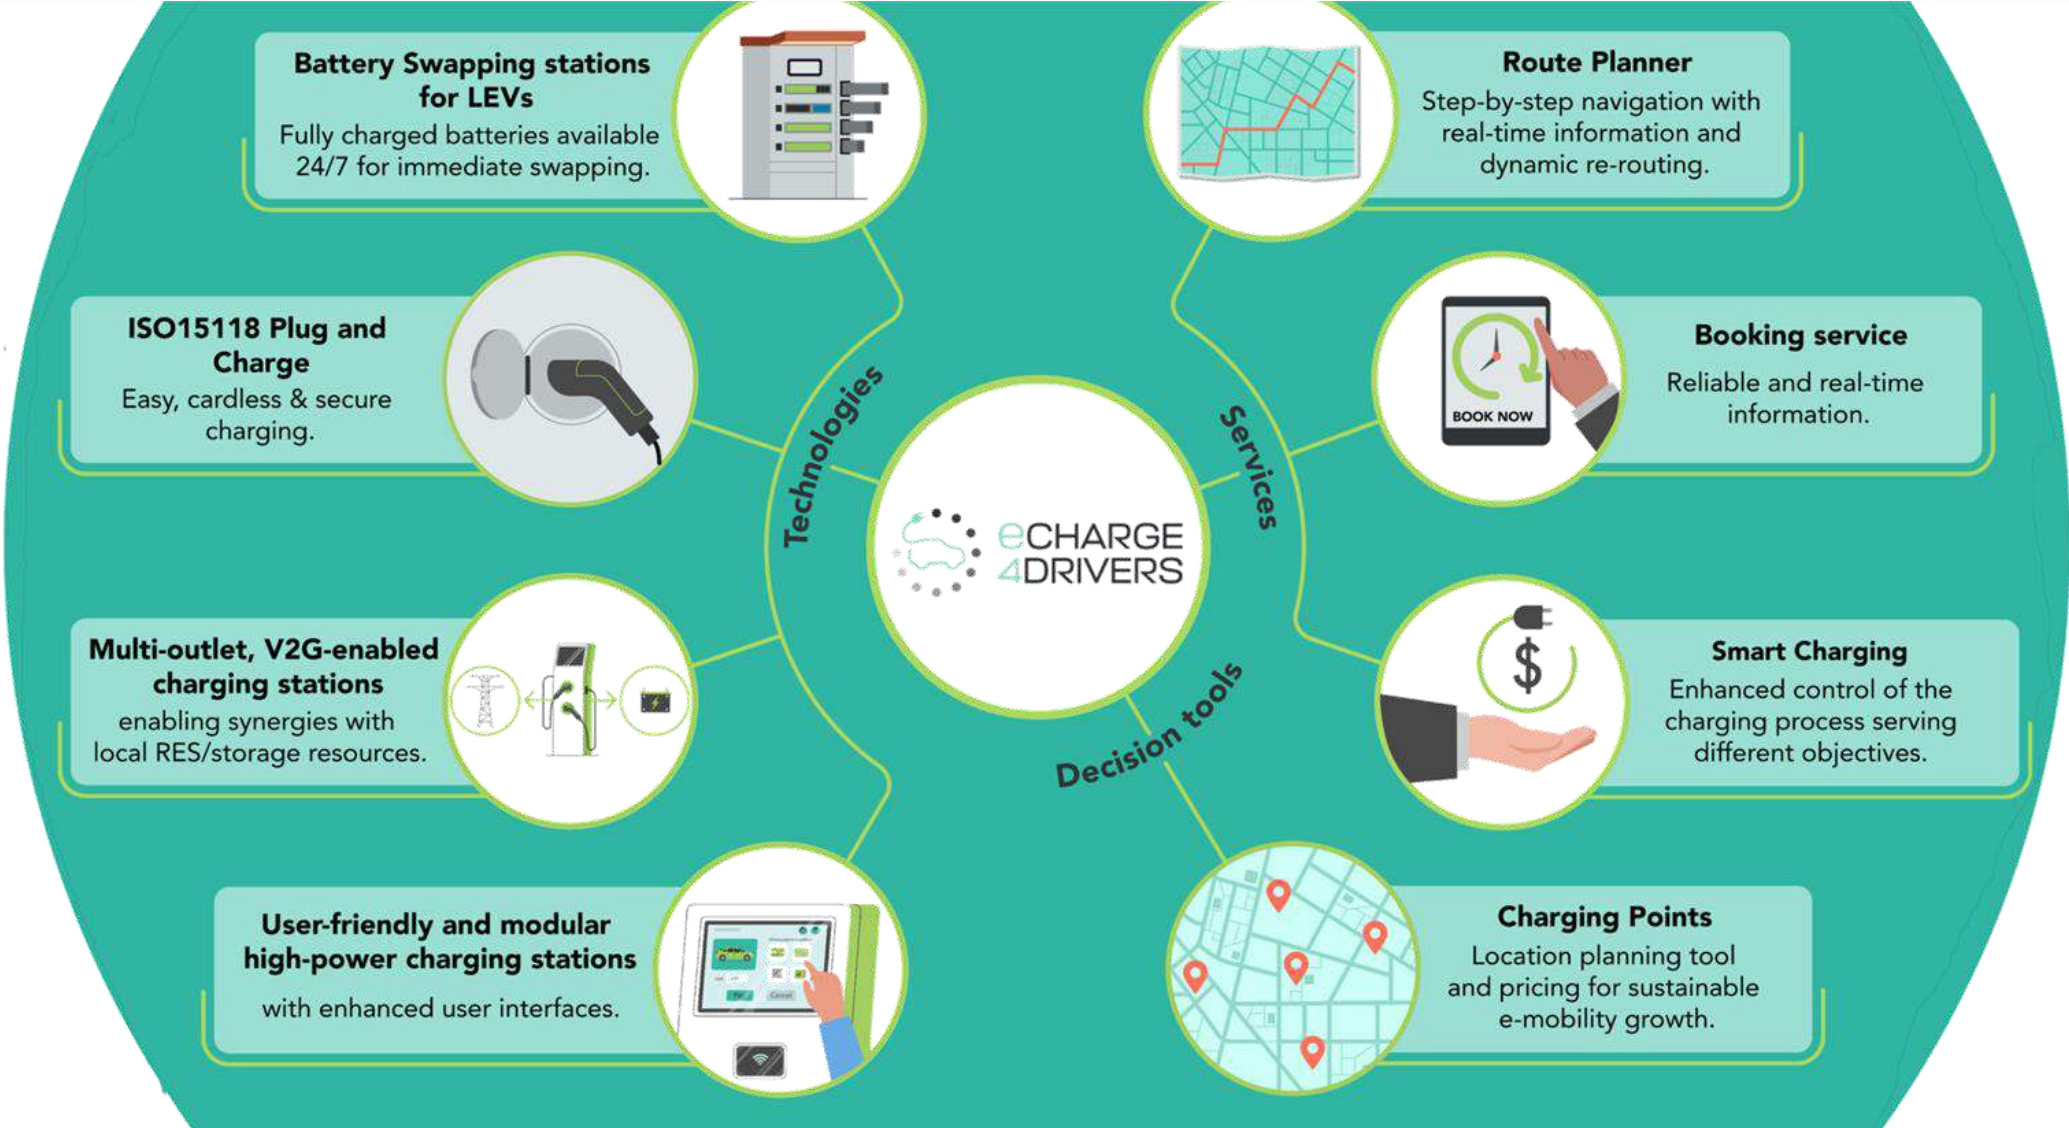 Battery Swapping stations
for LEVs
Fully charged batteries available
24/7 for immediate swapping.
ISO15118 Plug and
Charge
Easy, cardless & secure
charging.
Multi-outlet, V2G-enabled
charging stations
enabling synergies with
local RES/storage resources.
User-friendly and modular
high-power charging stations
with enhanced user interfaces.
Pay
Cancel
Technologies
eCHARGE
4DRIVERS
Services
Decision tools
Route Planner
Step-by-step navigation with
real-time information and
dynamic re-routing.
BOOK NOW
Booking service
Reliable and real-time
information.
$
Smart Charging
Enhanced control of the
charging process serving
different objectives.
Charging Points
Location planning tool
and pricing for sustainable
e-mobility growth.